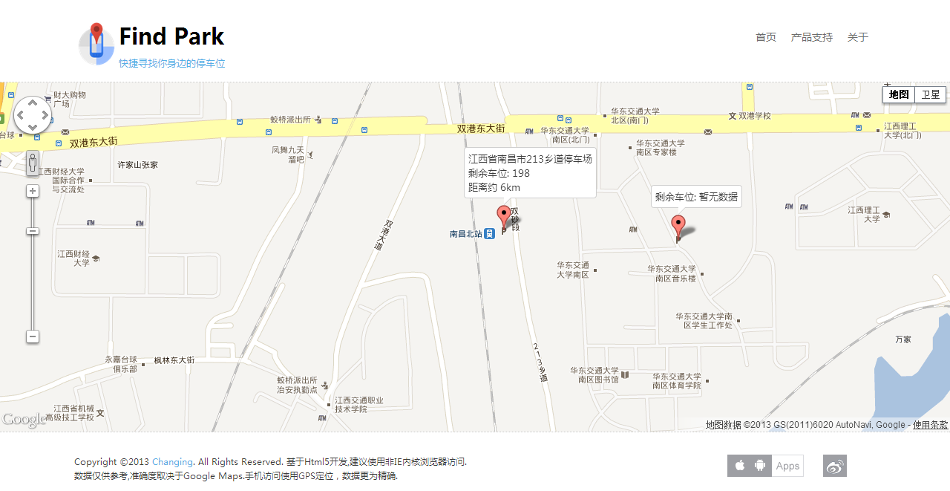 Find Park
快捷寻找你身边的停车位
首页 产品支持 关于
财大购物
广场
蛟桥派出所
双港东大街
双港东大街
华东交通大学
北区(南门)
双港学校
地图 卫星
江西理工
大学(北门)
华东交通大学
南区(北门)
华东交通大学
南区专家楼
凤舞九天
溜吧
许家山张家
江西财经大学
国际合作
与交流处
江西省南昌市213乡道停车场
剩余车位: 198
距离约 6km
剩余车位: 暂无数据
双港大道
南昌北站
江西理工
大学
江西财经
大学
华东交通
大学南区
华东交通大学
南区音乐楼
华东交通大学南
区学生工作处
万家
永嘉台球
俱乐部
枫林东大街
213乡道
蛟桥派出所
治安执勤点
华东交通大学
南区图书馆
华东交通大学
南区体育学院
江西交通职业
技术学院
江西省机械
高级技工学校
Google
地图数据 ©2013 GS(2011)6020 AutoNavi, Google - 使用条款
Copyright ©2013 Changing. All Rights Reserved. 基于Html5开发,建议使用非IE内核浏览器访问.
数据仅供参考,准确度取决于Google Maps.手机访问使用GPS定位，数据更为精确.
Apps